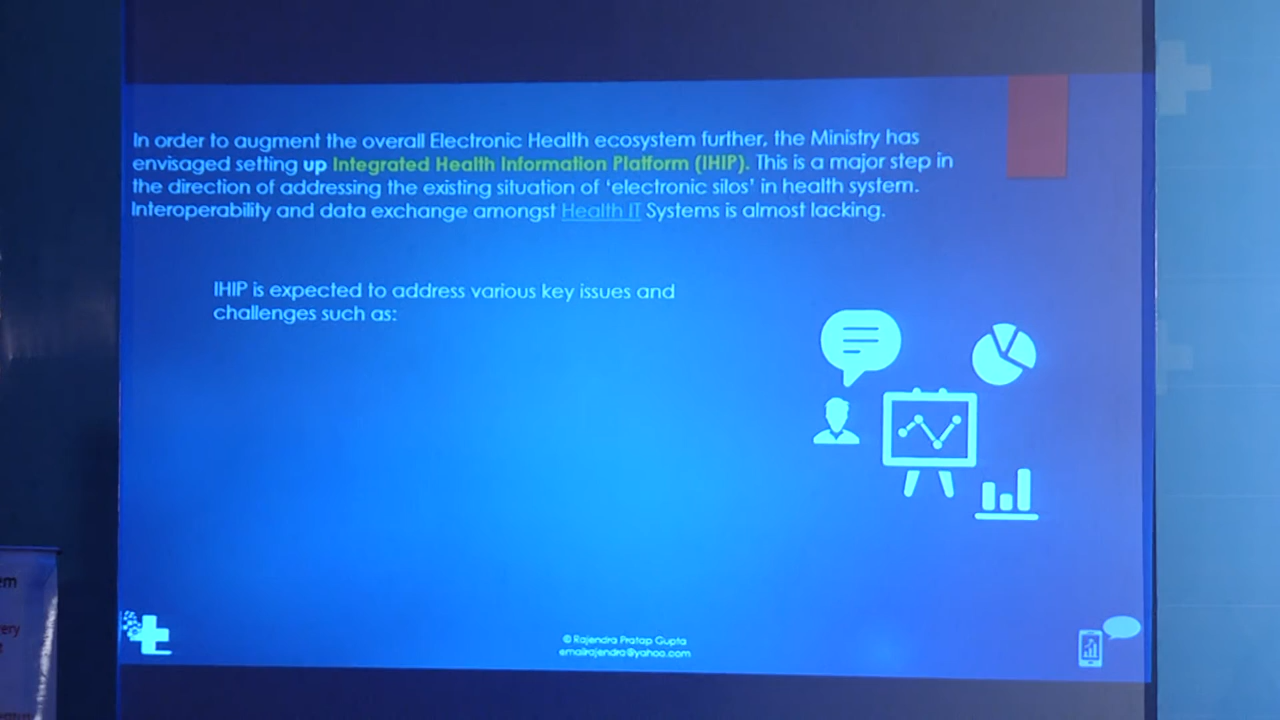 In order to augment the overall Electronic Health ecosystem further, the Ministry has
envisaged setting up Integrated Health Information Platform (IHIP). This is a major step in
the direction of addressing the existing situation of ‘electronic silos’ in health system.
Interoperability and data exchange amongst Health IT Systems is almost lacking.
IHIP is expected to address various key issues and
challenges such as:
© Rajendra Pratap Gupta
emailrajendra@yahoo.com